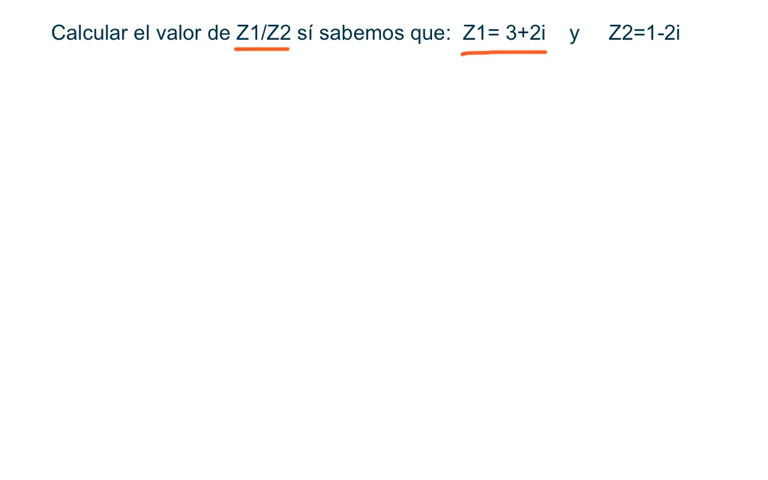 Calcular el valor de Z1/Z2 sí sabemos que: Z1= 3+2i y Z2=1-2i